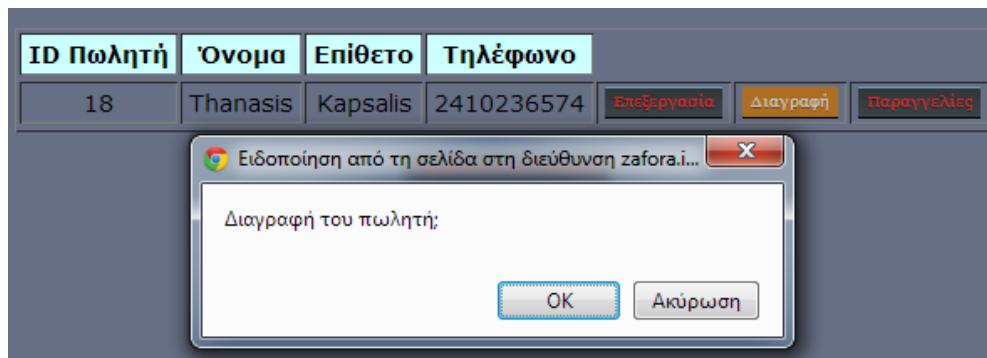 ID Πωλητή Όνομα Επίθετο Τηλέφωνο
18 Thanasis Kapsalis 2410236574 Επεξεργασία Διαγραφή Παραγγελίες
Ειδοποίηση από τη σελίδα στη διεύθυνση zafora.i...
Διαγραφή του πωλητή;
OK Ακύρωση